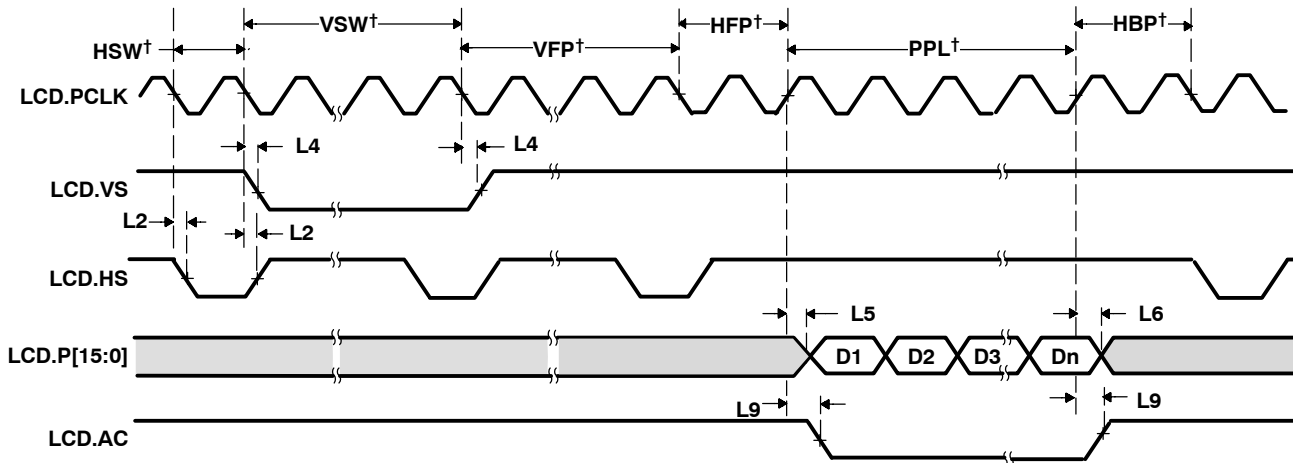 VSW†
HFP†
HBP†
HSW†
VFP†
PPL†
LCD.PCLK
L4
L4
LCD.VS
L2
L2
LCD.HS
L5
L6
LCD.P[15:0]
D1
D2
D3
Dn
L9
L9
LCD.AC